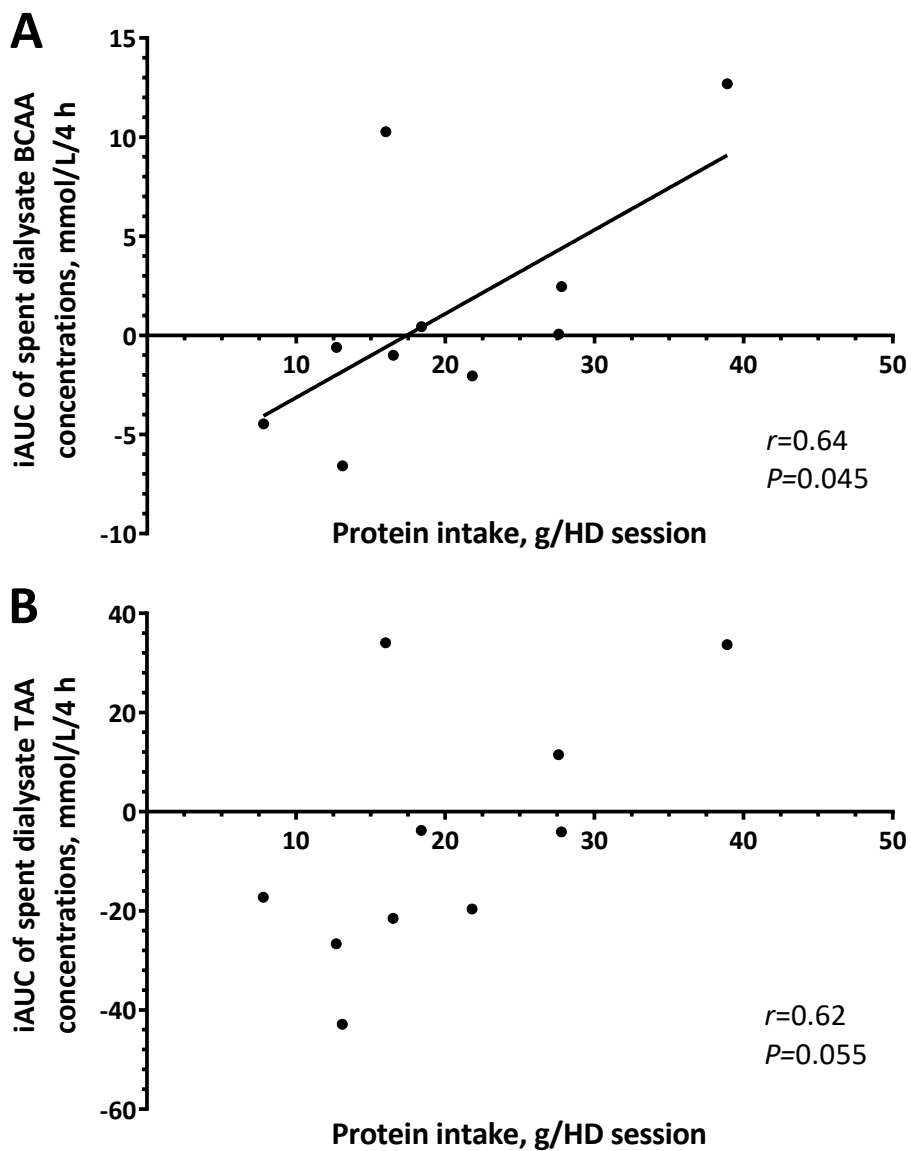 A
iAUC of spent dialysate BCAA
concentrations, mmol/L/4 h
15
10
5
0
-5
-10
10
20
30
40
50
r=0.64
P=0.045
Protein intake, g/HD session
B
iAUC of spent dialysate TAA
concentrations, mmol/L/4 h
40
20
0
-20
-40
-60
10
20
30
40
50
r=0.62
P=0.055
Protein intake, g/HD session